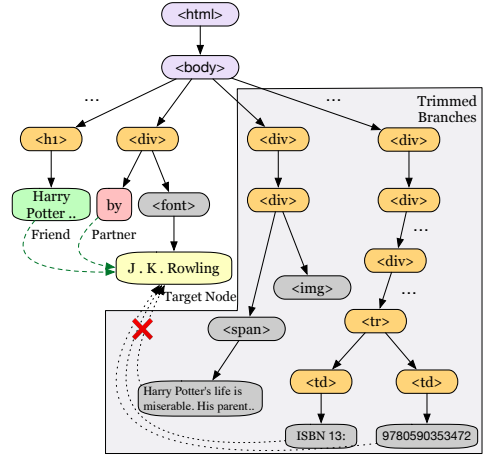 <html>
<body>
...
...
Trimmed
Branches
<h1>
<div>
<div>
<div>
Harry
Potter ..
by
<font>
<div>
<div>
...
Friend
Partner
J . K . Rowling
<div>
Target Node
<img>
...
<span>
<tr>
Harry Potter's life is
miserable. His parent..
<td>
<td>
ISBN 13:
9780590353472